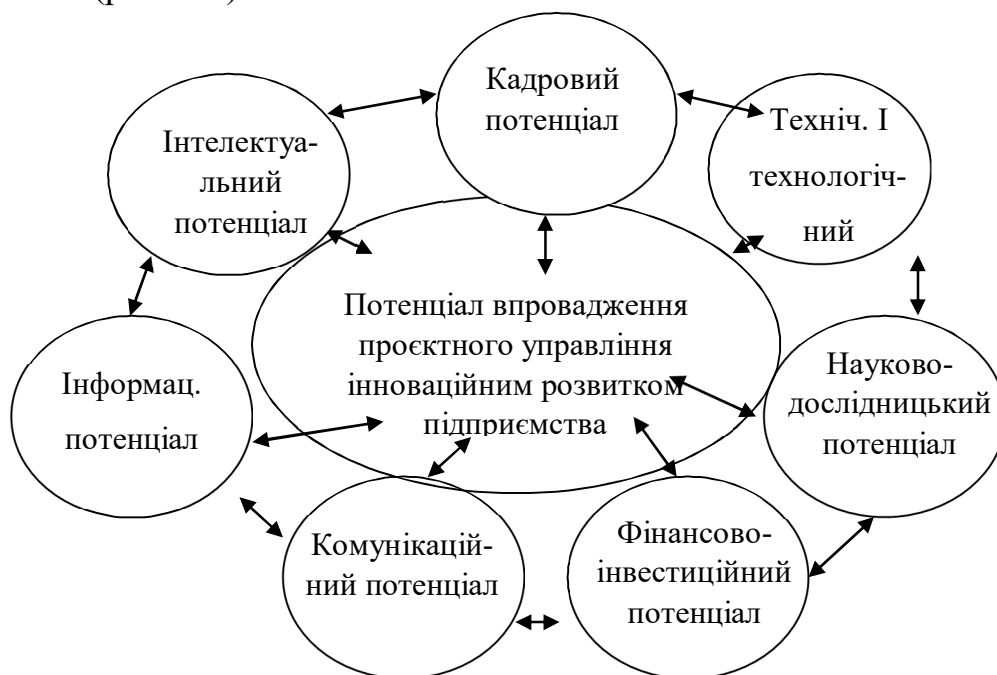 Кадровий
потенціал
Техніч. І
технологіч-
ний
Інтелектуа-
льний
потенціал
Потенціал впровадження
проєктного управління
інноваційним розвитком
підприємства
Інформац.
потенціал
Науково-
дослідницький
потенціал
Комунікацій-
ний потенціал
Фінансово-
інвестиційний
потенціал